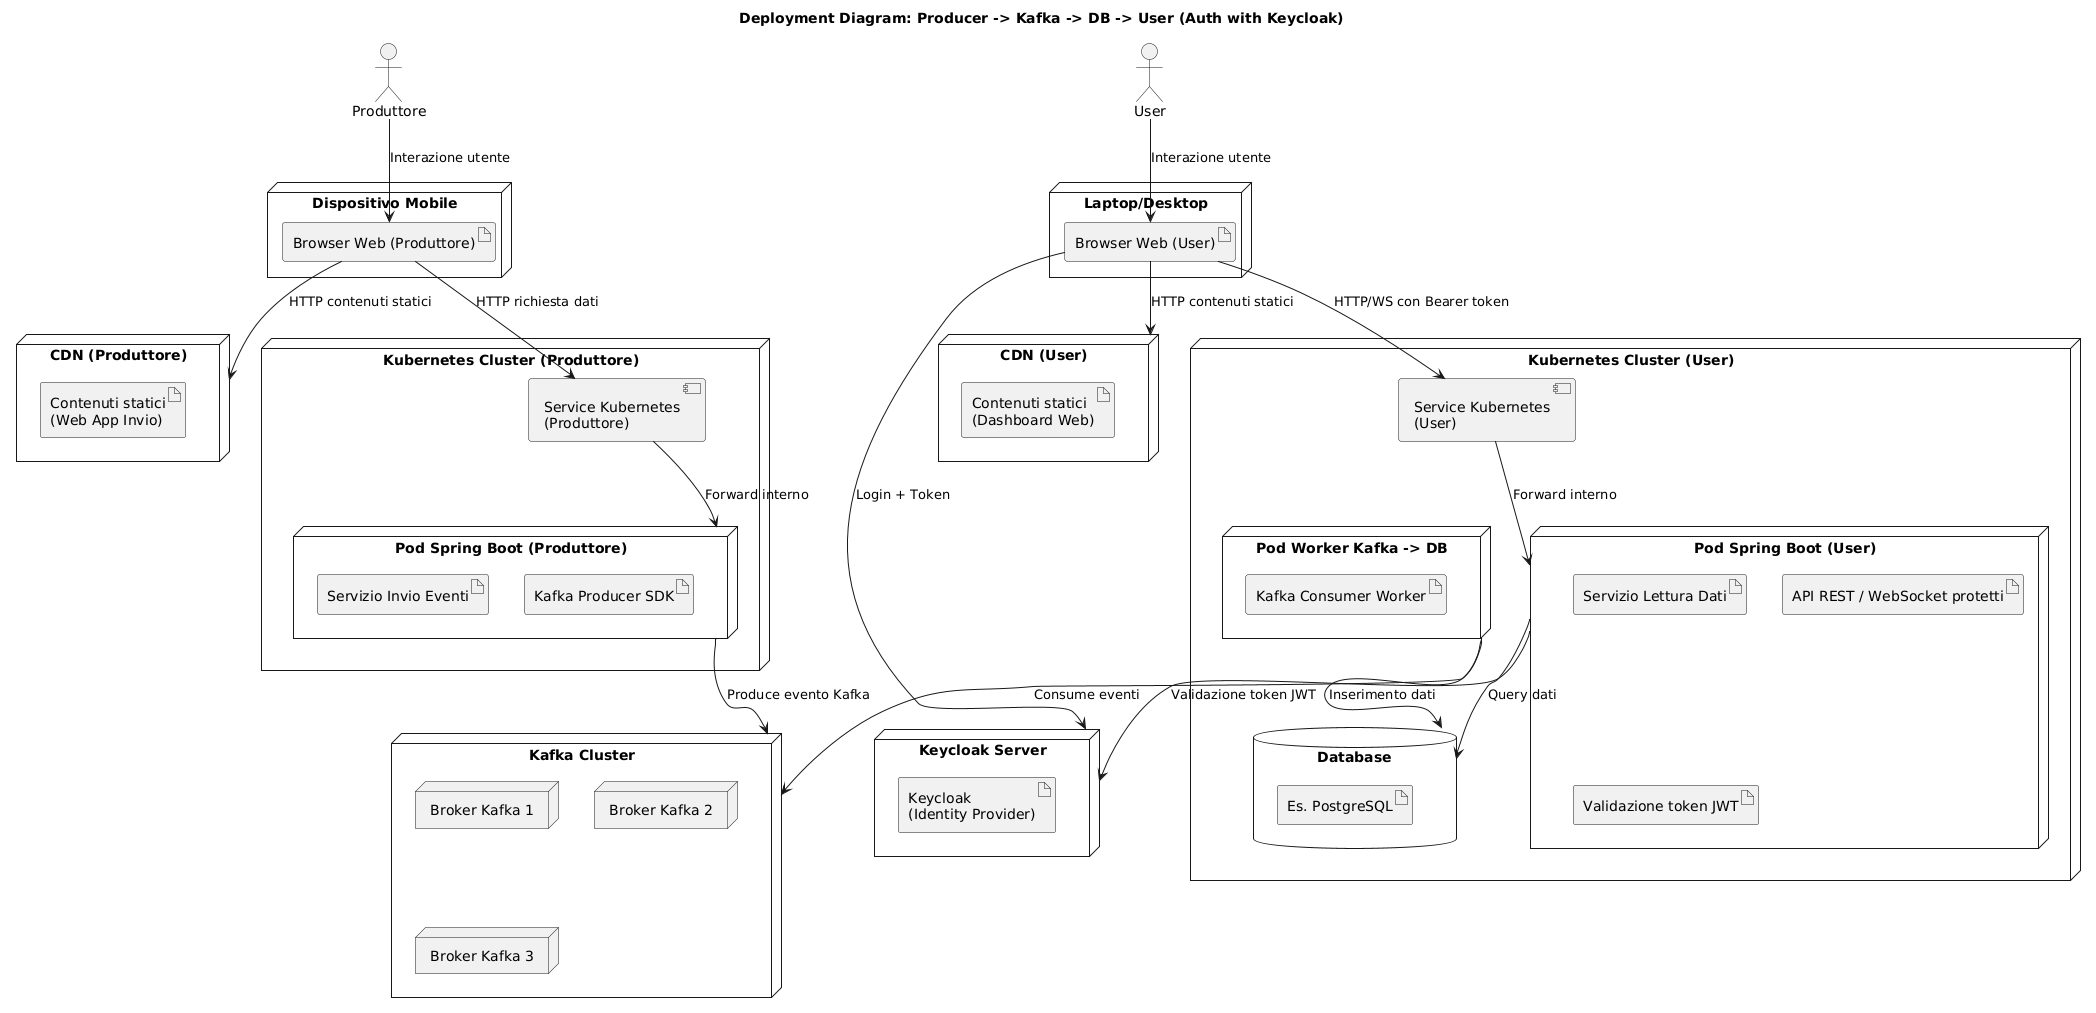 Deployment Diagram: Producer -> Kafka -> DB -> User (Auth with Keycloak)
Produttore
User
Interazione utente
Interazione utente
Dispositivo Mobile
Browser Web (Produttore)
Laptop/Desktop
Browser Web (User)
HTTP contenuti statici
HTTP richiesta dati
HTTP contenuti statici
HTTP/WS con Bearer token
CDN (Produttore)
Contenuti statici
(Web App Invio)
Kubernetes Cluster (Produttore)
Service Kubernetes
(Produttore)
CDN (User)
Contenuti statici
(Dashboard Web)
Kubernetes Cluster (User)
Service Kubernetes
(User)
Forward interno
Login + Token
Forward interno
Pod Spring Boot (Produttore)
Servizio Invio Eventi
Kafka Producer SDK
Pod Worker Kafka -> DB
Kafka Consumer Worker
Pod Spring Boot (User)
Servizio Lettura Dati
API REST / WebSocket protetti
Produce evento Kafka
Consume eventi
Validazione token JWT
Inserimento dati
Query dati
Kafka Cluster
Broker Kafka 1
Broker Kafka 2
Broker Kafka 3
Keycloak Server
Keycloak
(Identity Provider)
Database
Es. PostgreSQL
Validazione token JWT